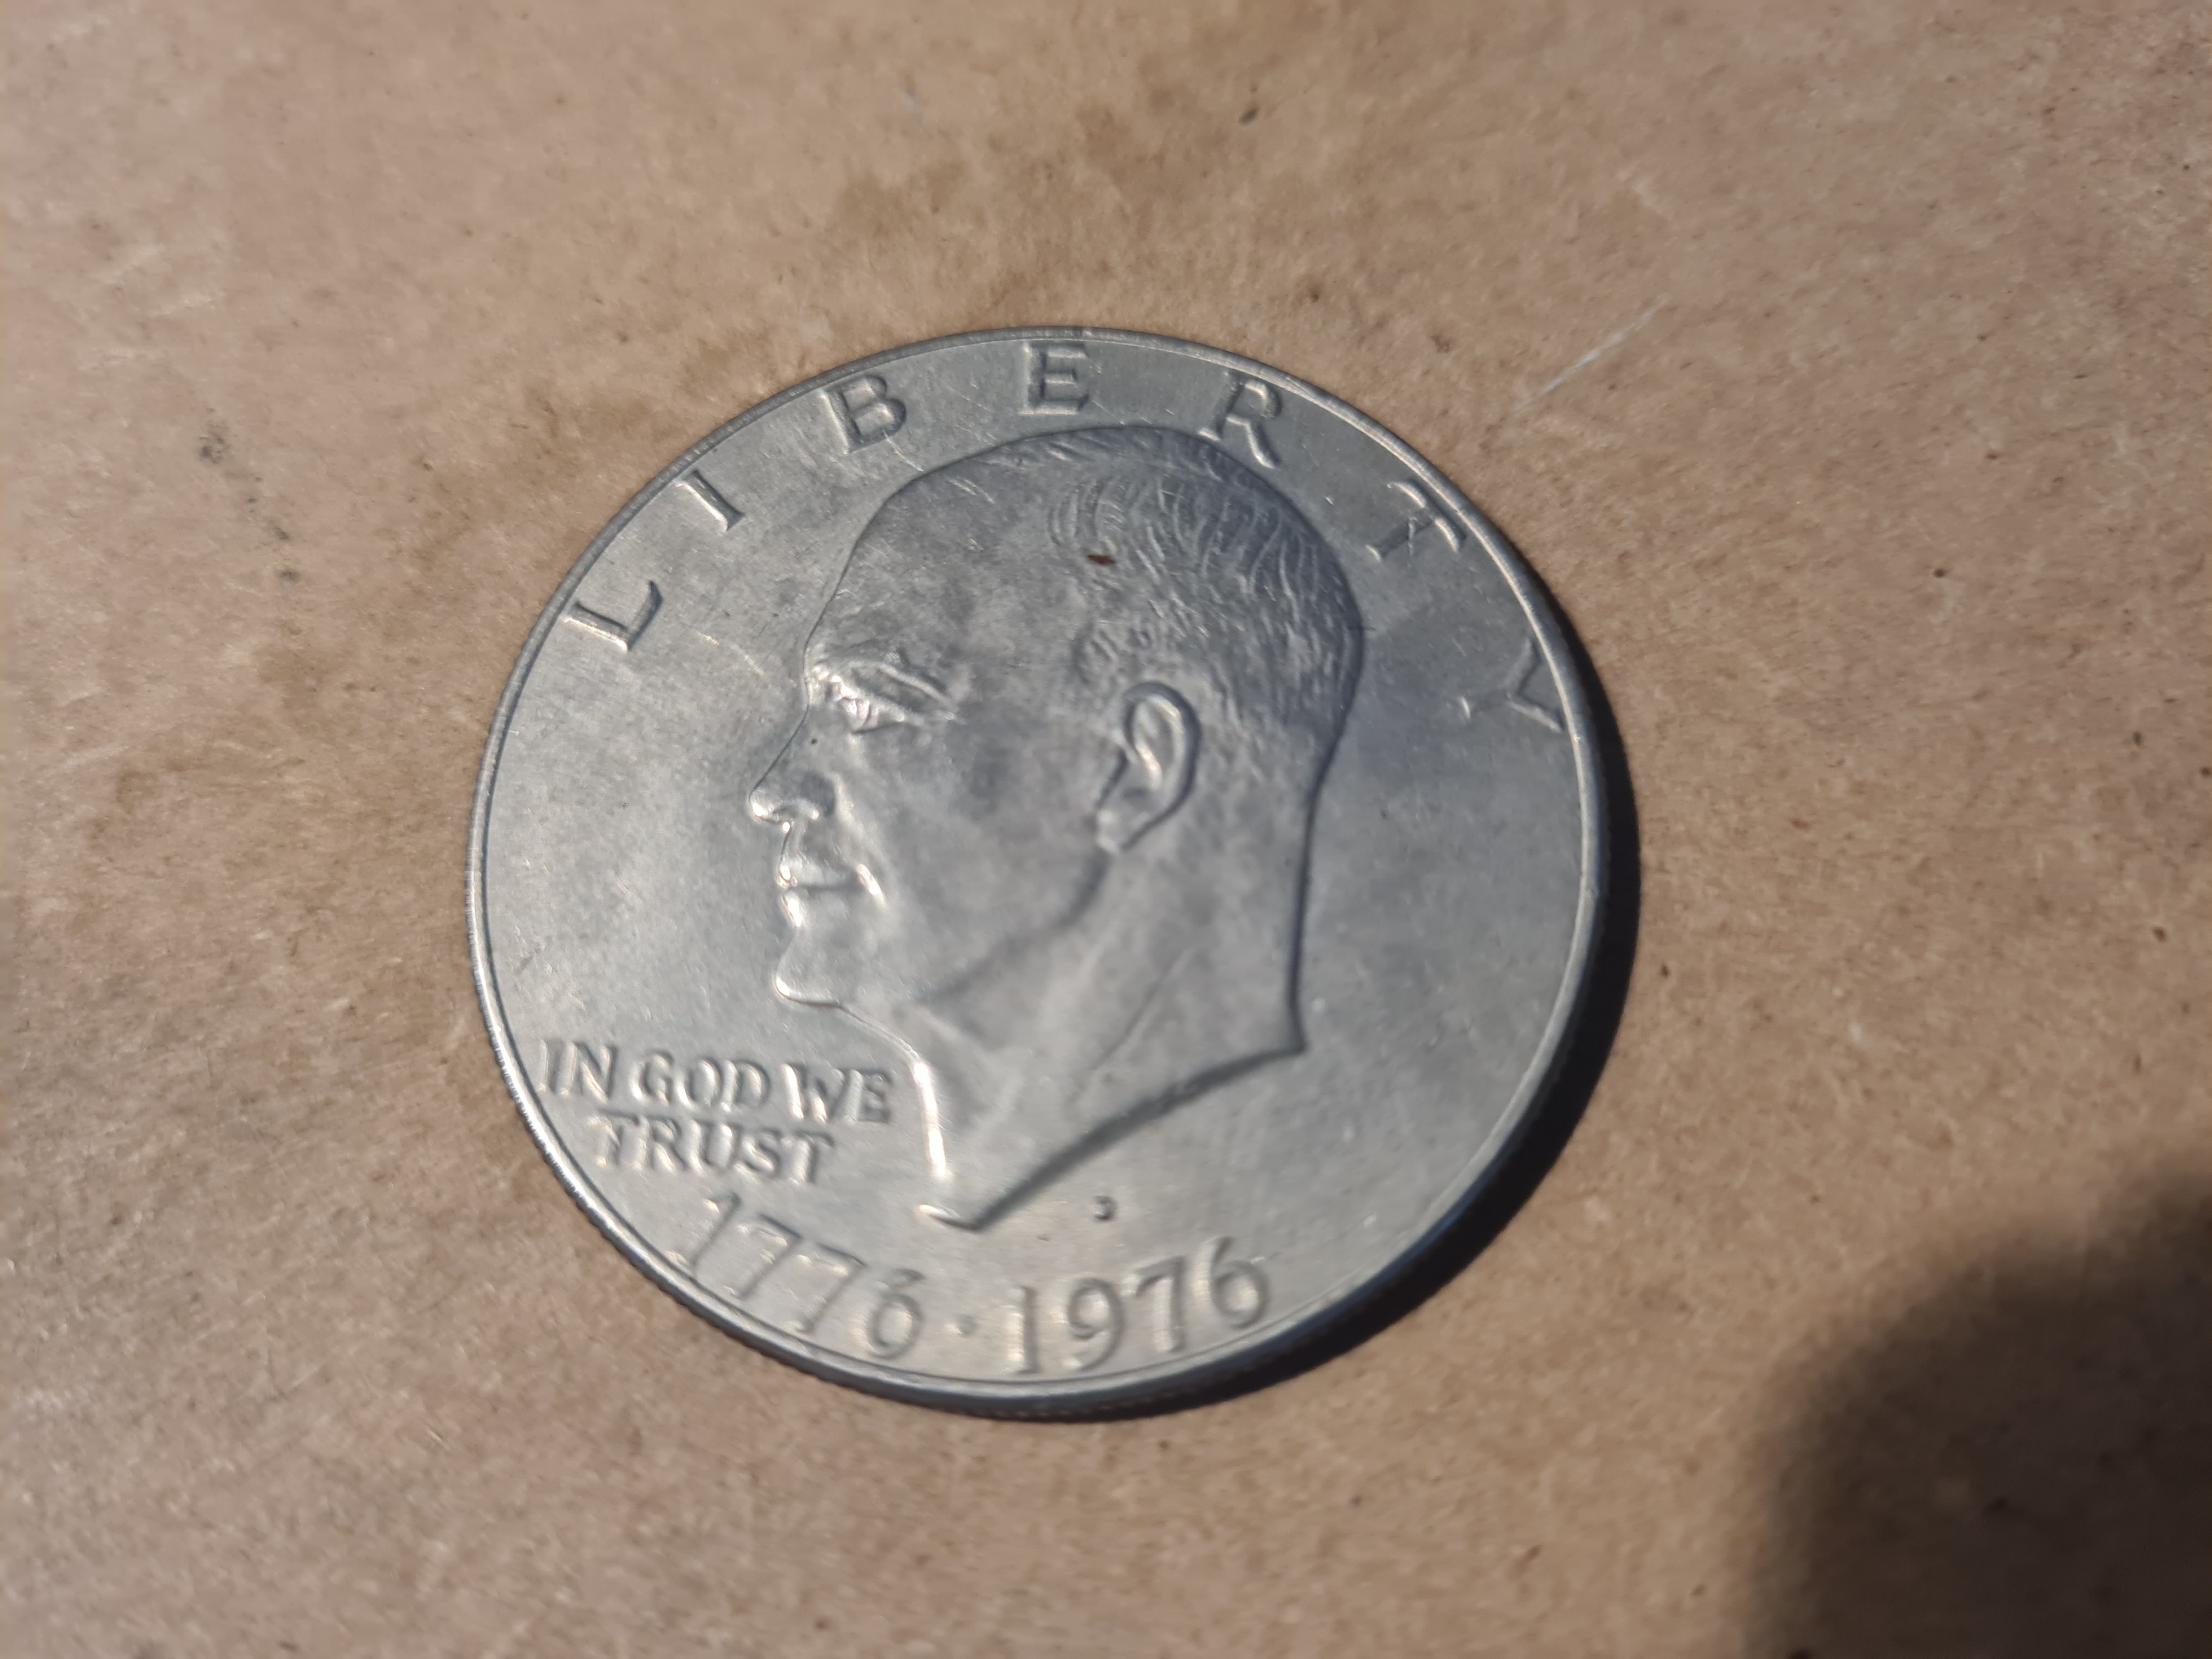 LIBERTY
IN GOD WE
TRUST
D
1776 · 1976